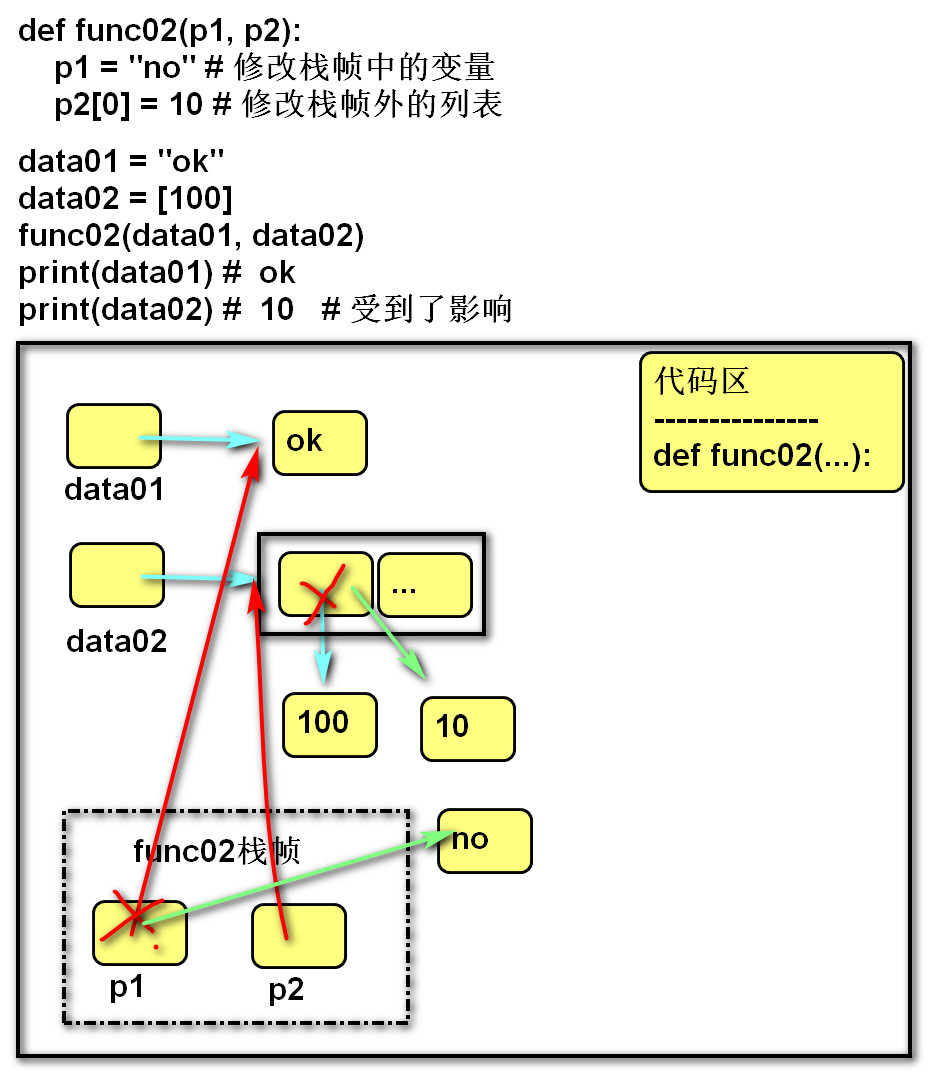 def func02(p1, p2):
    p1 = "no" # 修改栈帧中的变量
    p2[0] = 10 # 修改栈帧外的列表
data01 = "ok"
data02 = [100]
func02(data01, data02)
print(data01) #  ok
print(data02) #  10   # 受到了影响
代码区
---------------
def func02(...):
ok
data01
...
data02
100
10
no
func02栈帧
p1
p2